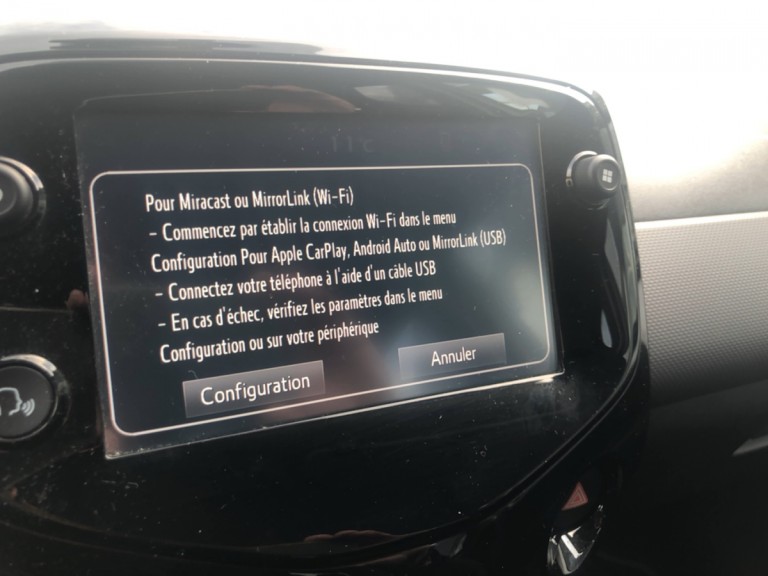 Pour Miracast ou MirrorLink (Wi-Fi)
- Commencez par établir la connexion Wi-Fi dans le menu
Configuration Pour Apple CarPlay, Android Auto ou MirrorLink (USB)
- Connectez votre téléphone à l'aide d'un câble USB
- En cas d'échec, vérifiez les paramètres dans le menu
Configuration ou sur votre périphérique
Configuration
Annuler